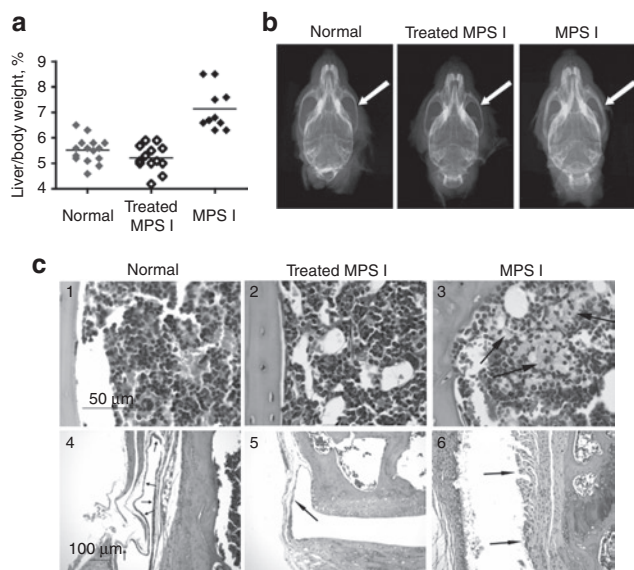 a
Liver/body weight, %
9
8
7
6
5
4
Normal
Treated
MPS I
MPS I
b
Normal
Treated MPS I
MPS I
c
Normal
Treated MPS I
MPS I
1
2
3
50 μm
4
5
6
100 μm